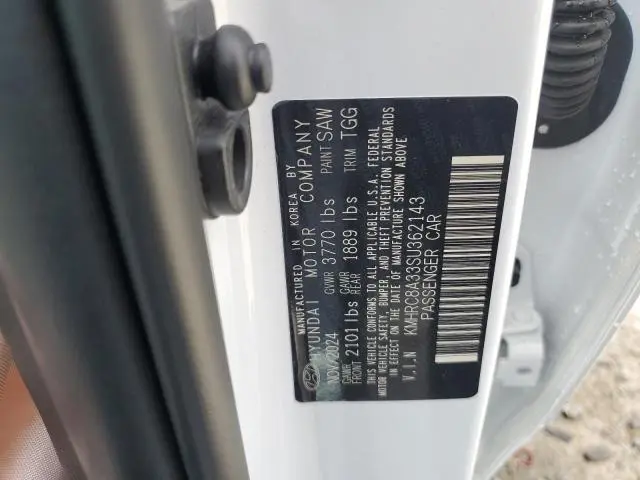 MANUFACTURED IN KOREA BY
HYUNDAI MOTOR COMPANY
NOV/2024 GVWR 3770 lbs PAINT SAW
GAWR FRONT 2101 lbs GAWR REAR 1889 lbs TRIM TGG
THIS VEHICLE CONFORMS TO ALL APPLICABLE U.S.A. FEDERAL
MOTOR VEHICLE SAFETY, BUMPER, AND THEFT PREVENTION STANDARDS
IN EFFECT ON THE DATE OF MANUFACTURE SHOWN ABOVE
V.I.N KMHRC8A33SU362143
PASSENGER CAR